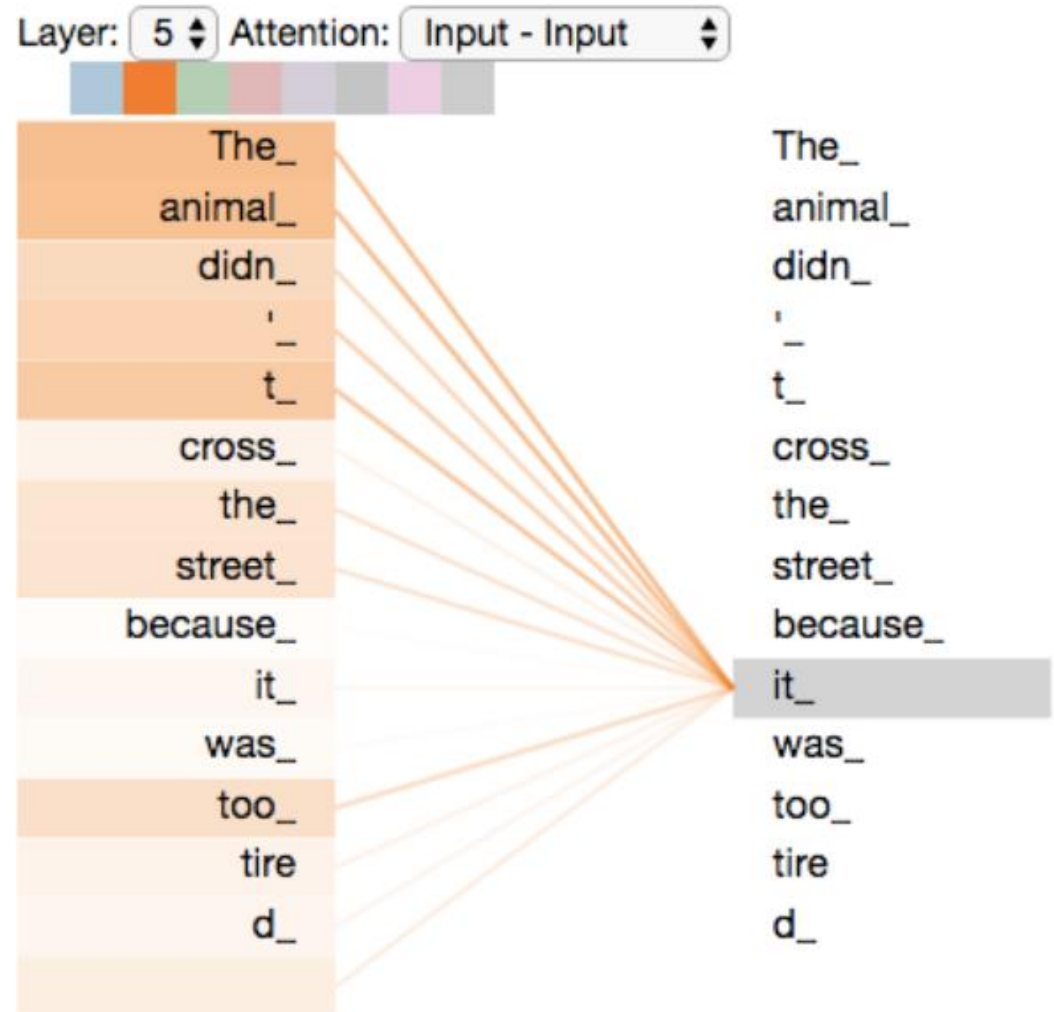 Layer: 5 Attention: Input - Input
The_ The_
animal_ animal_
didn_ didn_
'_ '_
t_ t_
cross_ cross_
the_ the_
street_ street_
because_ because_
it_ it_
was_ was_
too_ too_
tire tire
d_ d_